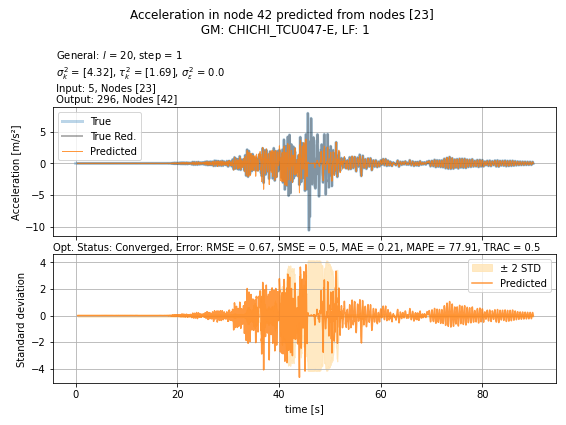 Acceleration in node 42 predicted from nodes [23]
GM: CHICHI_TCU047-E, LF: 1
General: l = 20, step = 1
σ²ₖ = [4.32], τ²ₖ = [1.69], σ²ε = 0.0
Input: 5, Nodes [23]
Output: 296, Nodes [42]
True
True Red.
Predicted
Acceleration [m/s²]
5
0
−5
−10
Opt. Status: Converged, Error: RMSE = 0.67, SMSE = 0.5, MAE = 0.21, MAPE = 77.91, TRAC = 0.5
± 2 STD
Predicted
Standard deviation
4
2
0
−2
−4
0 20 40 60 80
time [s]